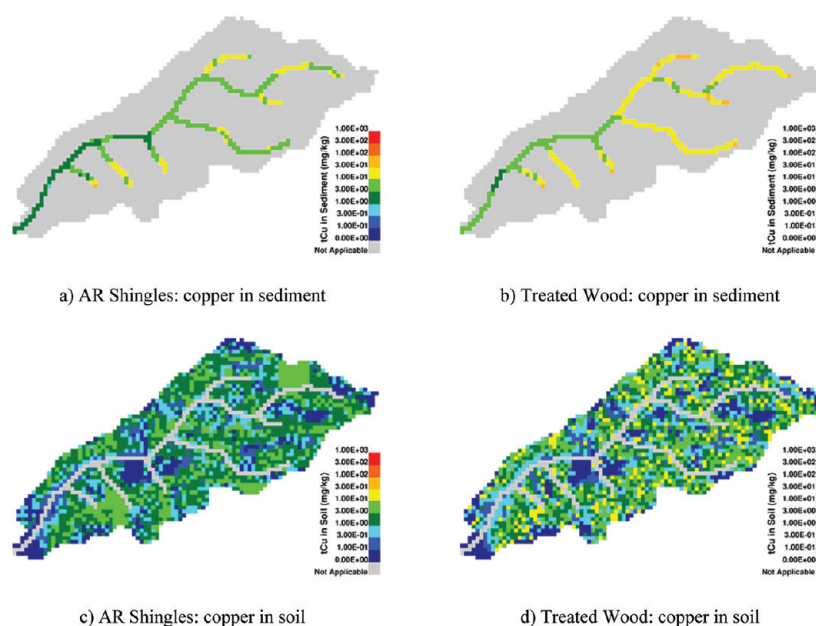 1.00E+03
3.00E+02
1.00E+02
3.00E+01
1.00E+01
3.00E+00
1.00E+00
3.00E-01
1.00E-01
0.00E+00
Not Applicable
tCu in Sediment (mg/kg)
1.00E+03
3.00E+02
1.00E+02
3.00E+01
1.00E+01
3.00E+00
1.00E+00
3.00E-01
1.00E-01
0.00E+00
Not Applicable
tCu in Sediment (mg/kg)
a) AR Shingles: copper in sediment
b) Treated Wood: copper in sediment
1.00E+03
3.00E+02
1.00E+02
3.00E+01
1.00E+01
3.00E+00
1.00E+00
3.00E-01
1.00E-01
0.00E+00
Not Applicable
tCu in Soil (mg/kg)
1.00E+03
3.00E+02
1.00E+02
3.00E+01
1.00E+01
3.00E+00
1.00E+00
3.00E-01
1.00E-01
0.00E+00
Not Applicable
tCu in Soil (mg/kg)
c) AR Shingles: copper in soil
d) Treated Wood: copper in soil